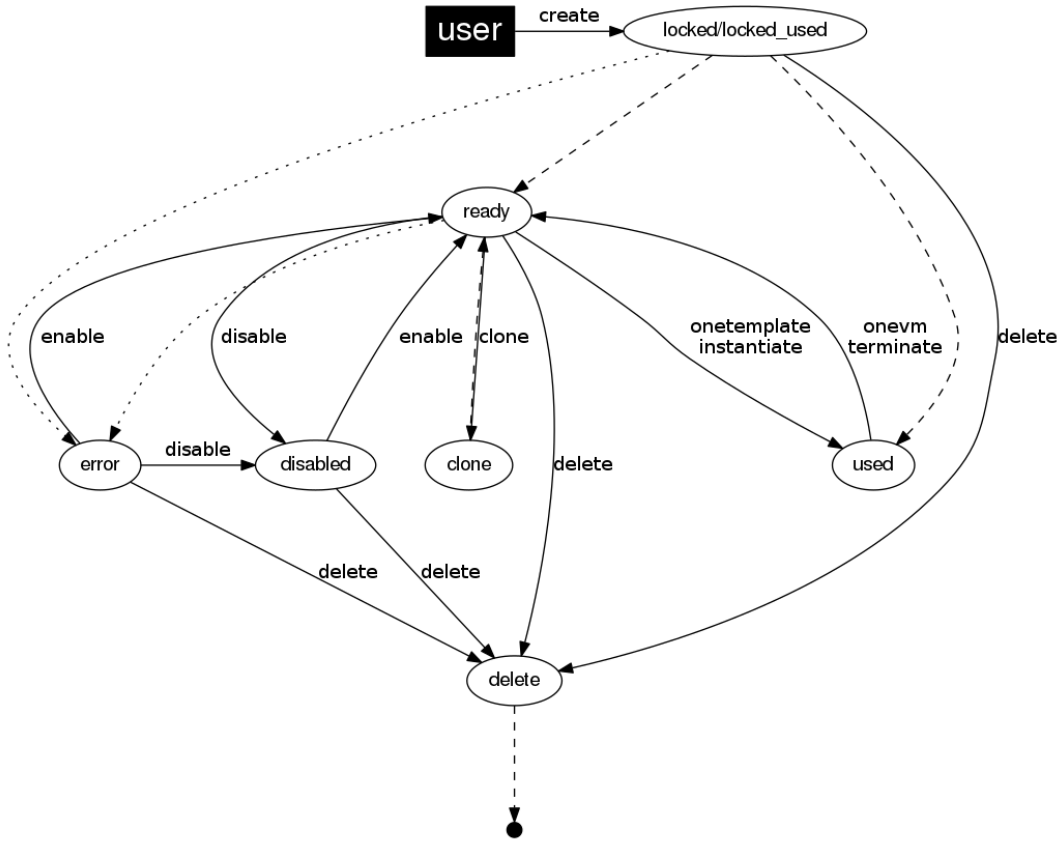 user
create
locked/locked_used
ready
enable
disable
enable
clone
onetemplate
instantiate
onevm
terminate
delete
error
disable
disabled
clone
delete
used
delete
delete
delete